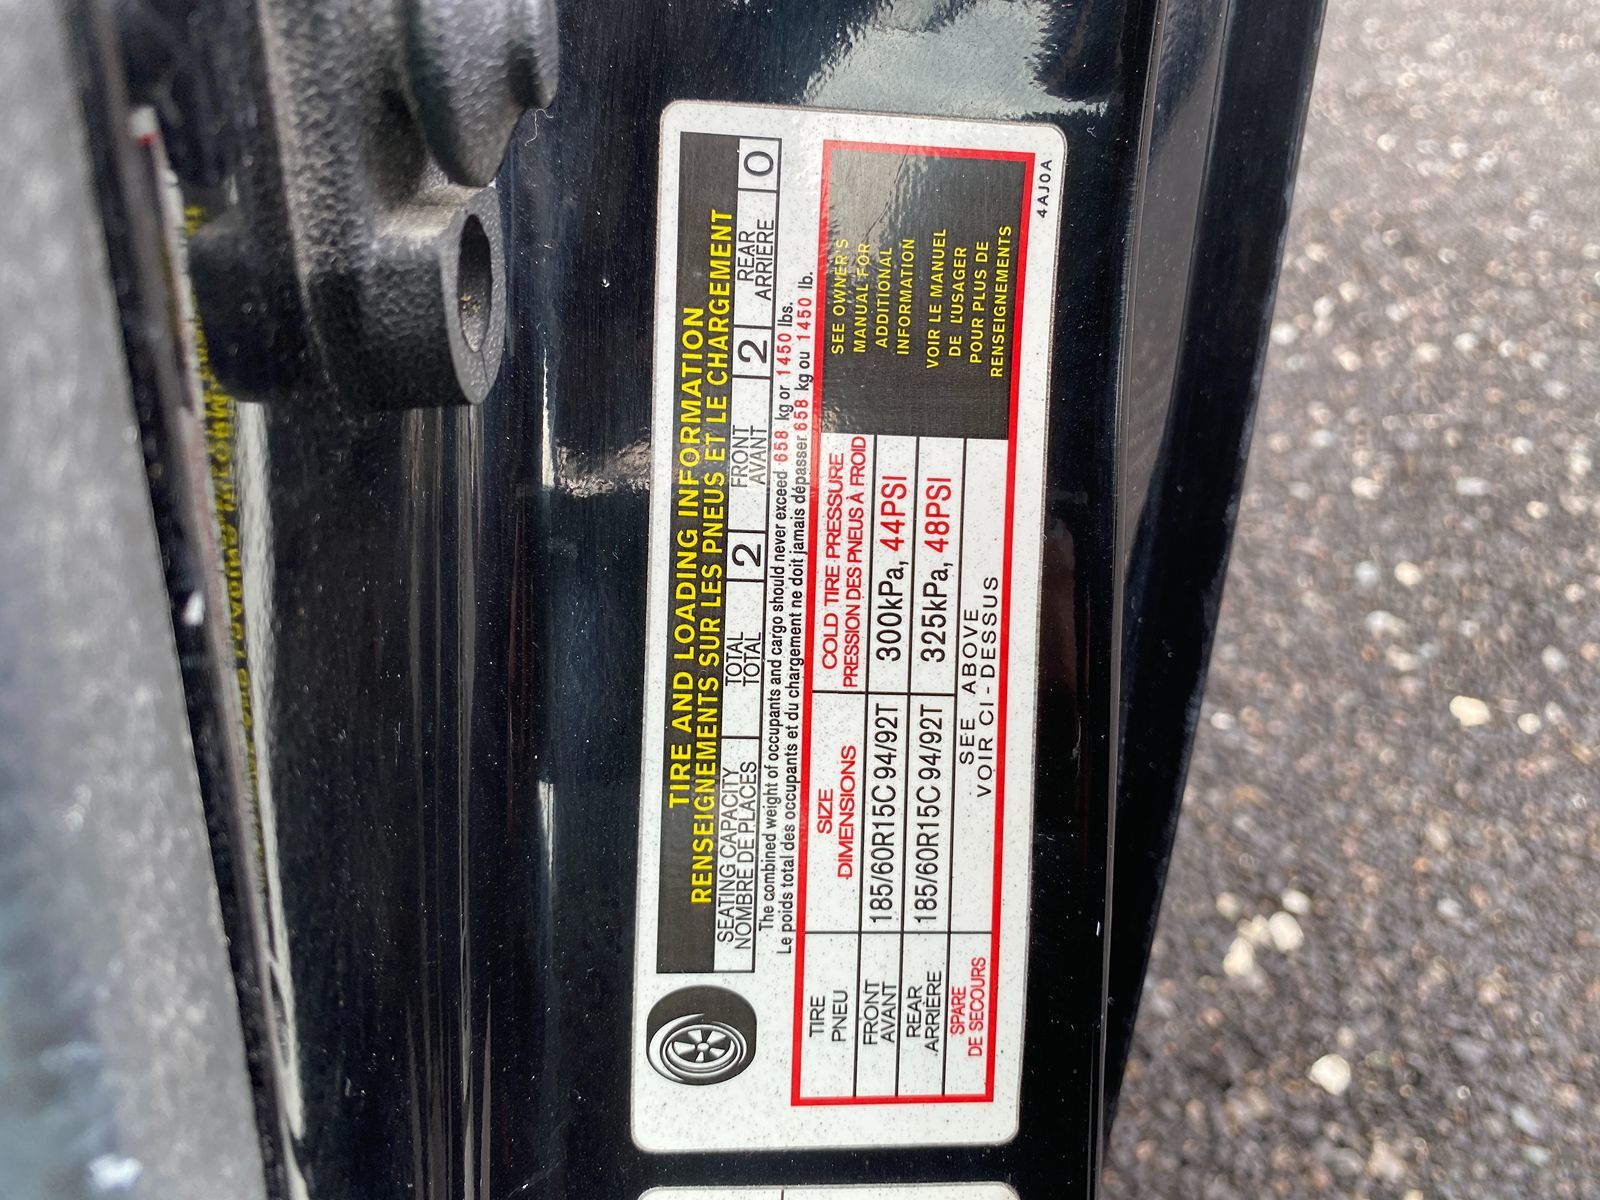 TIRE AND LOADING INFORMATION
RENSEIGNEMENTS SUR LES PNEUS ET LE CHARGEMENT
SEATING CAPACITY TOTAL 2 FRONT 2 REAR 0
NOMBRE DE PLACES TOTAL AVANT ARRIÈRE
The combined weight of occupants and cargo should never exceed 658 kg or 1450 lbs.
Le poids total des occupants et du chargement ne doit jamais dépasser 658 kg ou 1450 lb.
TIRE SIZE COLD TIRE PRESSURE
PNEU DIMENSIONS PRESSION DES PNEUS À FROID
FRONT 185/60R15C 94/92T 300kPa, 44PSI
AVANT
REAR 185/60R15C 94/92T 325kPa, 48PSI
ARRIÈRE
SPARE SEE ABOVE
DE SECOURS VOIR CI-DESSUS
SEE OWNER'S
MANUAL FOR
ADDITIONAL
INFORMATION
VOIR LE MANUEL
DE L'USAGER
POUR PLUS DE
RENSEIGNEMENTS
4AJ0A